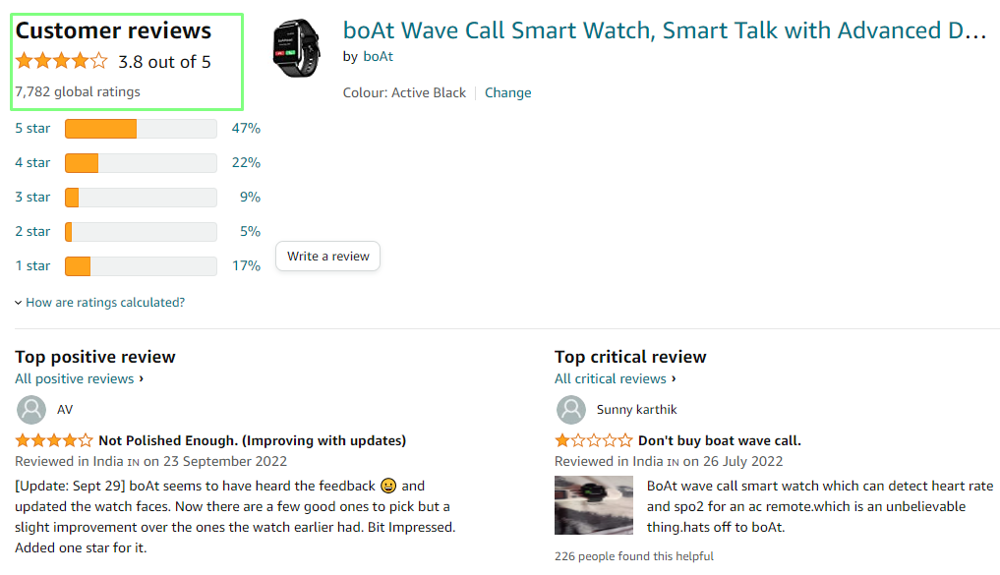 Customer reviews
3.8 out of 5
7,782 global ratings
boAt Wave Call Smart Watch, Smart Talk with Advanced D...
by boAt
Colour: Active Black | Change
5 star 47%
4 star 22%
3 star 9%
2 star 5%
1 star 17%
Write a review
How are ratings calculated?
Top positive review
All positive reviews ›
AV
Not Polished Enough. (Improving with updates)
Reviewed in India IN on 23 September 2022
[Update: Sept 29] boAt seems to have heard the feedback 😀 and
updated the watch faces. Now there are a few good ones to pick but a
slight improvement over the ones the watch earlier had. Bit Impressed.
Added one star for it.
Top critical review
All critical reviews ›
Sunny karthik
Don't buy boat wave call.
Reviewed in India IN on 26 July 2022
BoAt wave call smart watch which can detect heart rate
and spo2 for an ac remote.which is an unbelievable
thing.hats off to boAt.
226 people found this helpful